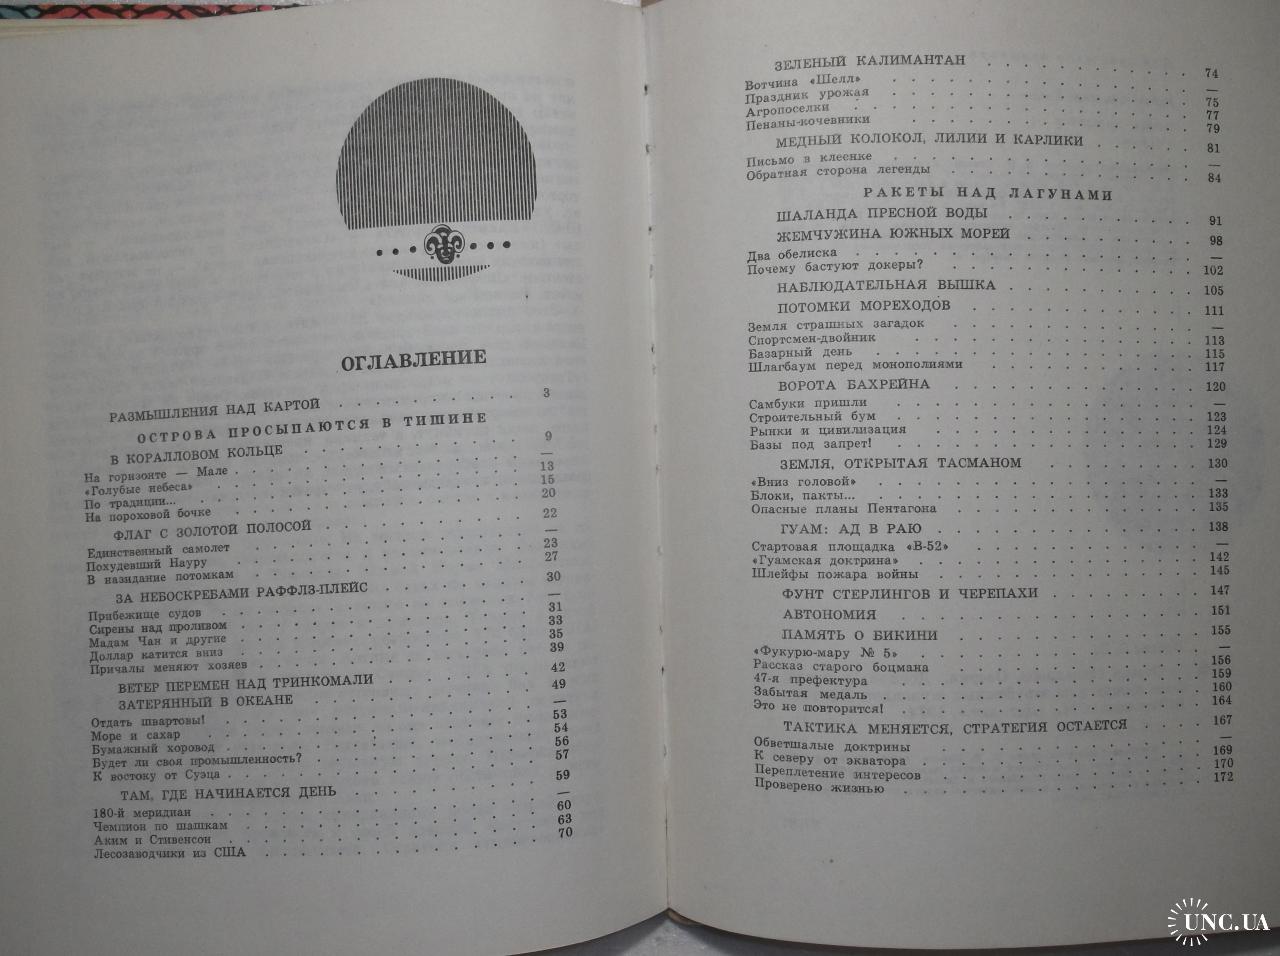 ОГЛАВЛЕНИЕ
РАЗМЫШЛЕНИЯ НАД КАРТОЙ . . . . . . . . . . 3
ОСТРОВА ПРОСЫПАЮТСЯ В ТИШИНЕ
В КОРАЛЛОВОМ КОЛЬЦЕ . . . . . . . . . . 9
На горизонте — Мале . . . . . . . . . . —
«Голубые небеса» . . . . . . . . . . 13
По традиции... . . . . . . . . . . 15
На пороховой бочке . . . . . . . . . . 20
ФЛАГ С ЗОЛОТОЙ ПОЛОСОЙ . . . . . . . . . . 22
Единственный самолет . . . . . . . . . . —
Похудевший Науру . . . . . . . . . . 23
В назидание потомкам . . . . . . . . . . 27
ЗА НЕБОСКРЕБАМИ РАФФЛЗ-ПЛЕЙС . . . . . . . . . . 30
Прибежище судов . . . . . . . . . . —
Сирены над проливом . . . . . . . . . . 31
Мадам Чан и другие . . . . . . . . . . 33
Доллар катится вниз . . . . . . . . . . 35
Причалы меняют хозяев . . . . . . . . . . 39
ВЕТЕР ПЕРЕМЕН НАД ТРИНКОМАЛИ . . . . . . . . . . 42
ЗАТЕРЯННЫЙ В ОКЕАНЕ . . . . . . . . . . 49
Отдать швартовы! . . . . . . . . . . —
Море и сахар . . . . . . . . . . 53
Бумажный хоровод . . . . . . . . . . 54
Будет ли своя промышленность? . . . . . . . . . . 56
К востоку от Суэца . . . . . . . . . . 57
ТАМ, ГДЕ НАЧИНАЕТСЯ ДЕНЬ . . . . . . . . . . 59
180-й меридиан . . . . . . . . . . —
Чемпион по шашкам . . . . . . . . . . 60
Аким и Стивенсон . . . . . . . . . . 63
Лесозаводчики из США . . . . . . . . . . 70
ЗЕЛЕНЫЙ КАЛИМАНТАН . . . . . . . . . . 74
Вотчина «Шелл» . . . . . . . . . . —
Праздник урожая . . . . . . . . . . 75
Агропоселки . . . . . . . . . . 77
Пенаны-кочевники . . . . . . . . . . 79
МЕДНЫЙ КОЛОКОЛ, ЛИЛИИ И КАРЛИКИ . . . . . . 81
Письмо в клеенке . . . . . . . . . . —
Обратная сторона легенды . . . . . . . . . . 84
РАКЕТЫ НАД ЛАГУНАМИ
ШАЛАНДА ПРЕСНОЙ ВОДЫ . . . . . . . . . . 91
ЖЕМЧУЖИНА ЮЖНЫХ МОРЕЙ . . . . . . . . . . 98
Два обелиска . . . . . . . . . . —
Почему бастуют докеры? . . . . . . . . . . 102
НАБЛЮДАТЕЛЬНАЯ ВЫШКА . . . . . . . . . . 105
ПОТОМКИ МОРЕХОДОВ . . . . . . . . . . 111
Земля страшных загадок . . . . . . . . . . —
Спортсмен-двойник . . . . . . . . . . 113
Базарный день . . . . . . . . . . 115
Шлагбаум перед монополиями . . . . . . . . . . 117
ВОРОТА БАХРЕЙНА . . . . . . . . . . 120
Самбуки пришли . . . . . . . . . . —
Строительный бум . . . . . . . . . . 123
Рынки и цивилизация . . . . . . . . . . 124
Базы под запрет! . . . . . . . . . . 129
ЗЕМЛЯ, ОТКРЫТАЯ ТАСМАНОМ . . . . . . . . 130
«Вниз головой» . . . . . . . . . . —
Блоки, пакты... . . . . . . . . . . 133
Опасные планы Пентагона . . . . . . . . . . 135
ГУАМ: АД В РАЮ . . . . . . . . . . 138
Стартовая площадка «В-52» . . . . . . . . . . —
«Гуамская доктрина» . . . . . . . . . . 142
Шлейфы пожара войны . . . . . . . . . . 145
ФУНТ СТЕРЛИНГОВ И ЧЕРЕПАХИ . . . . . . . . 147
АВТОНОМИЯ . . . . . . . . . . 151
ПАМЯТЬ О БИКИНИ . . . . . . . . . . 155
«Фукурю-мару № 5» . . . . . . . . . . —
Рассказ старого боцмана . . . . . . . . . . 156
47-я префектура . . . . . . . . . . 159
Забытая медаль . . . . . . . . . . 160
Это не повторится! . . . . . . . . . . 164
ТАКТИКА МЕНЯЕТСЯ, СТРАТЕГИЯ ОСТАЕТСЯ . . . . 167
Обветшалые доктрины . . . . . . . . . . —
К северу от экватора . . . . . . . . . . 169
Переплетение интересов . . . . . . . . . . 170
Проверено жизнью . . . . . . . . . . 172
UNC.UA